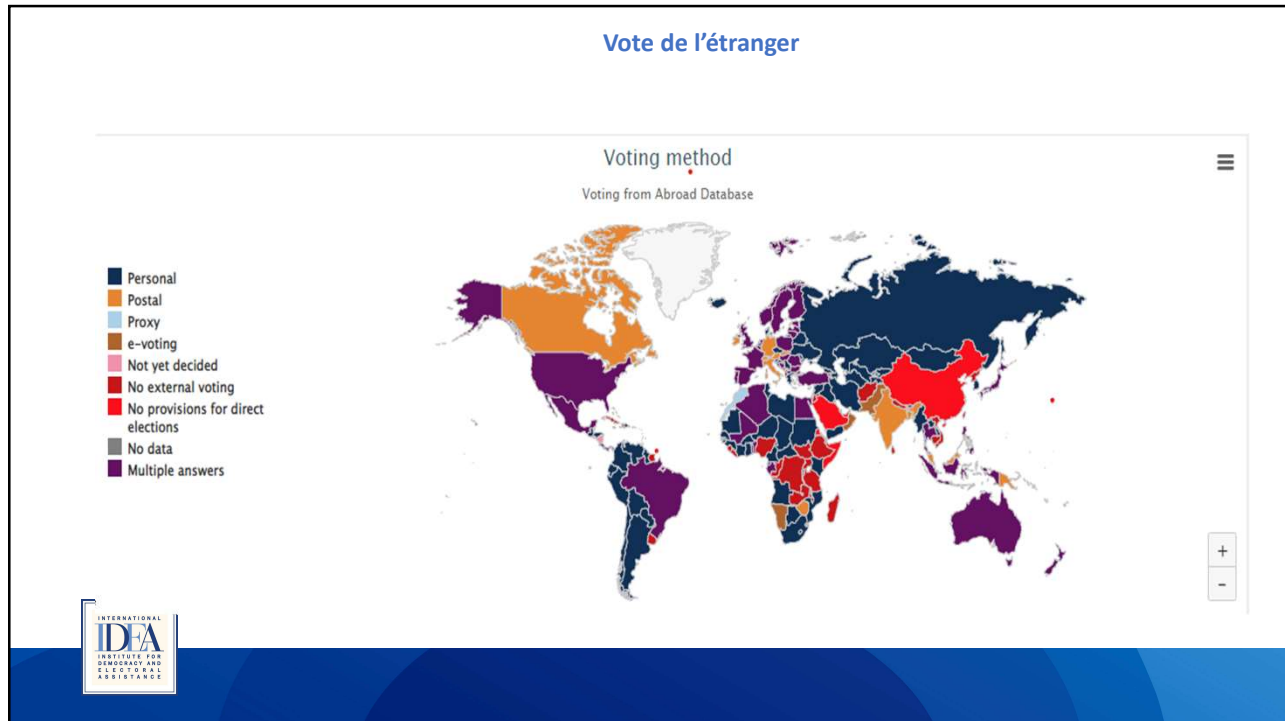 Vote de l’étranger
Voting method
Voting from Abroad Database
Personal
Postal
Proxy
e-voting
Not yet decided
No external voting
No provisions for direct
elections
No data
Multiple answers
+
-
INTERNATIONAL
IDEA
INSTITUTE FOR
DEMOCRACY AND
ELECTORAL
ASSISTANCE